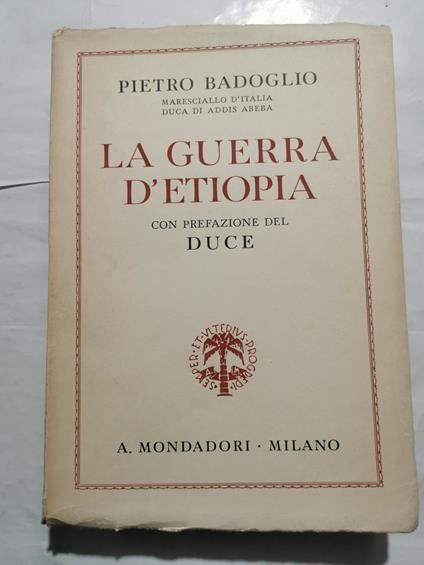 PIETRO BADOGLIO
MARESCIALLO D'ITALIA
DUCA DI ADDIS ABEBA
LA GUERRA
D'ETIOPIA
CON PREFAZIONE DEL
DUCE
SEMPER·ET·VLTERIVS·PROGREDI
A. MONDADORI · MILANO